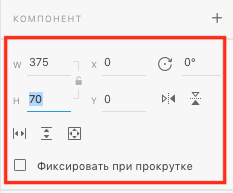 КОМПОНЕНТ +
W 375 X 0 0°
H 70 Y 0
Фиксировать при прокрутке